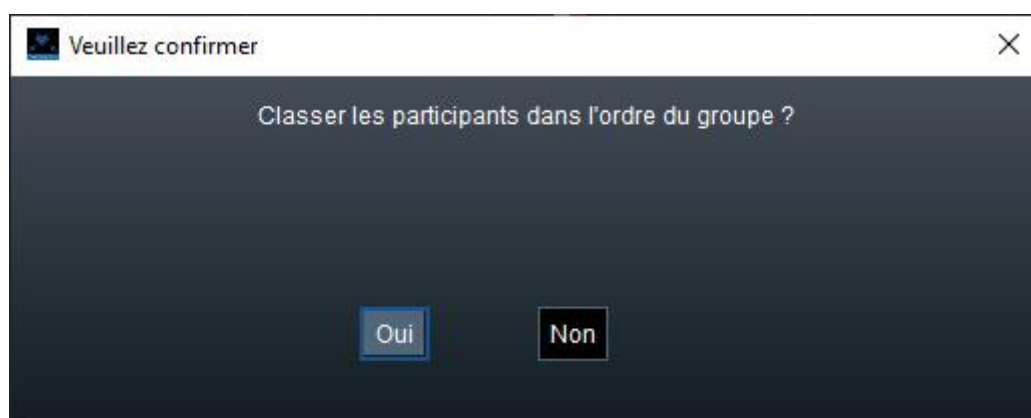 Veuillez confirmer
Classer les participants dans l'ordre du groupe ?
Oui
Non